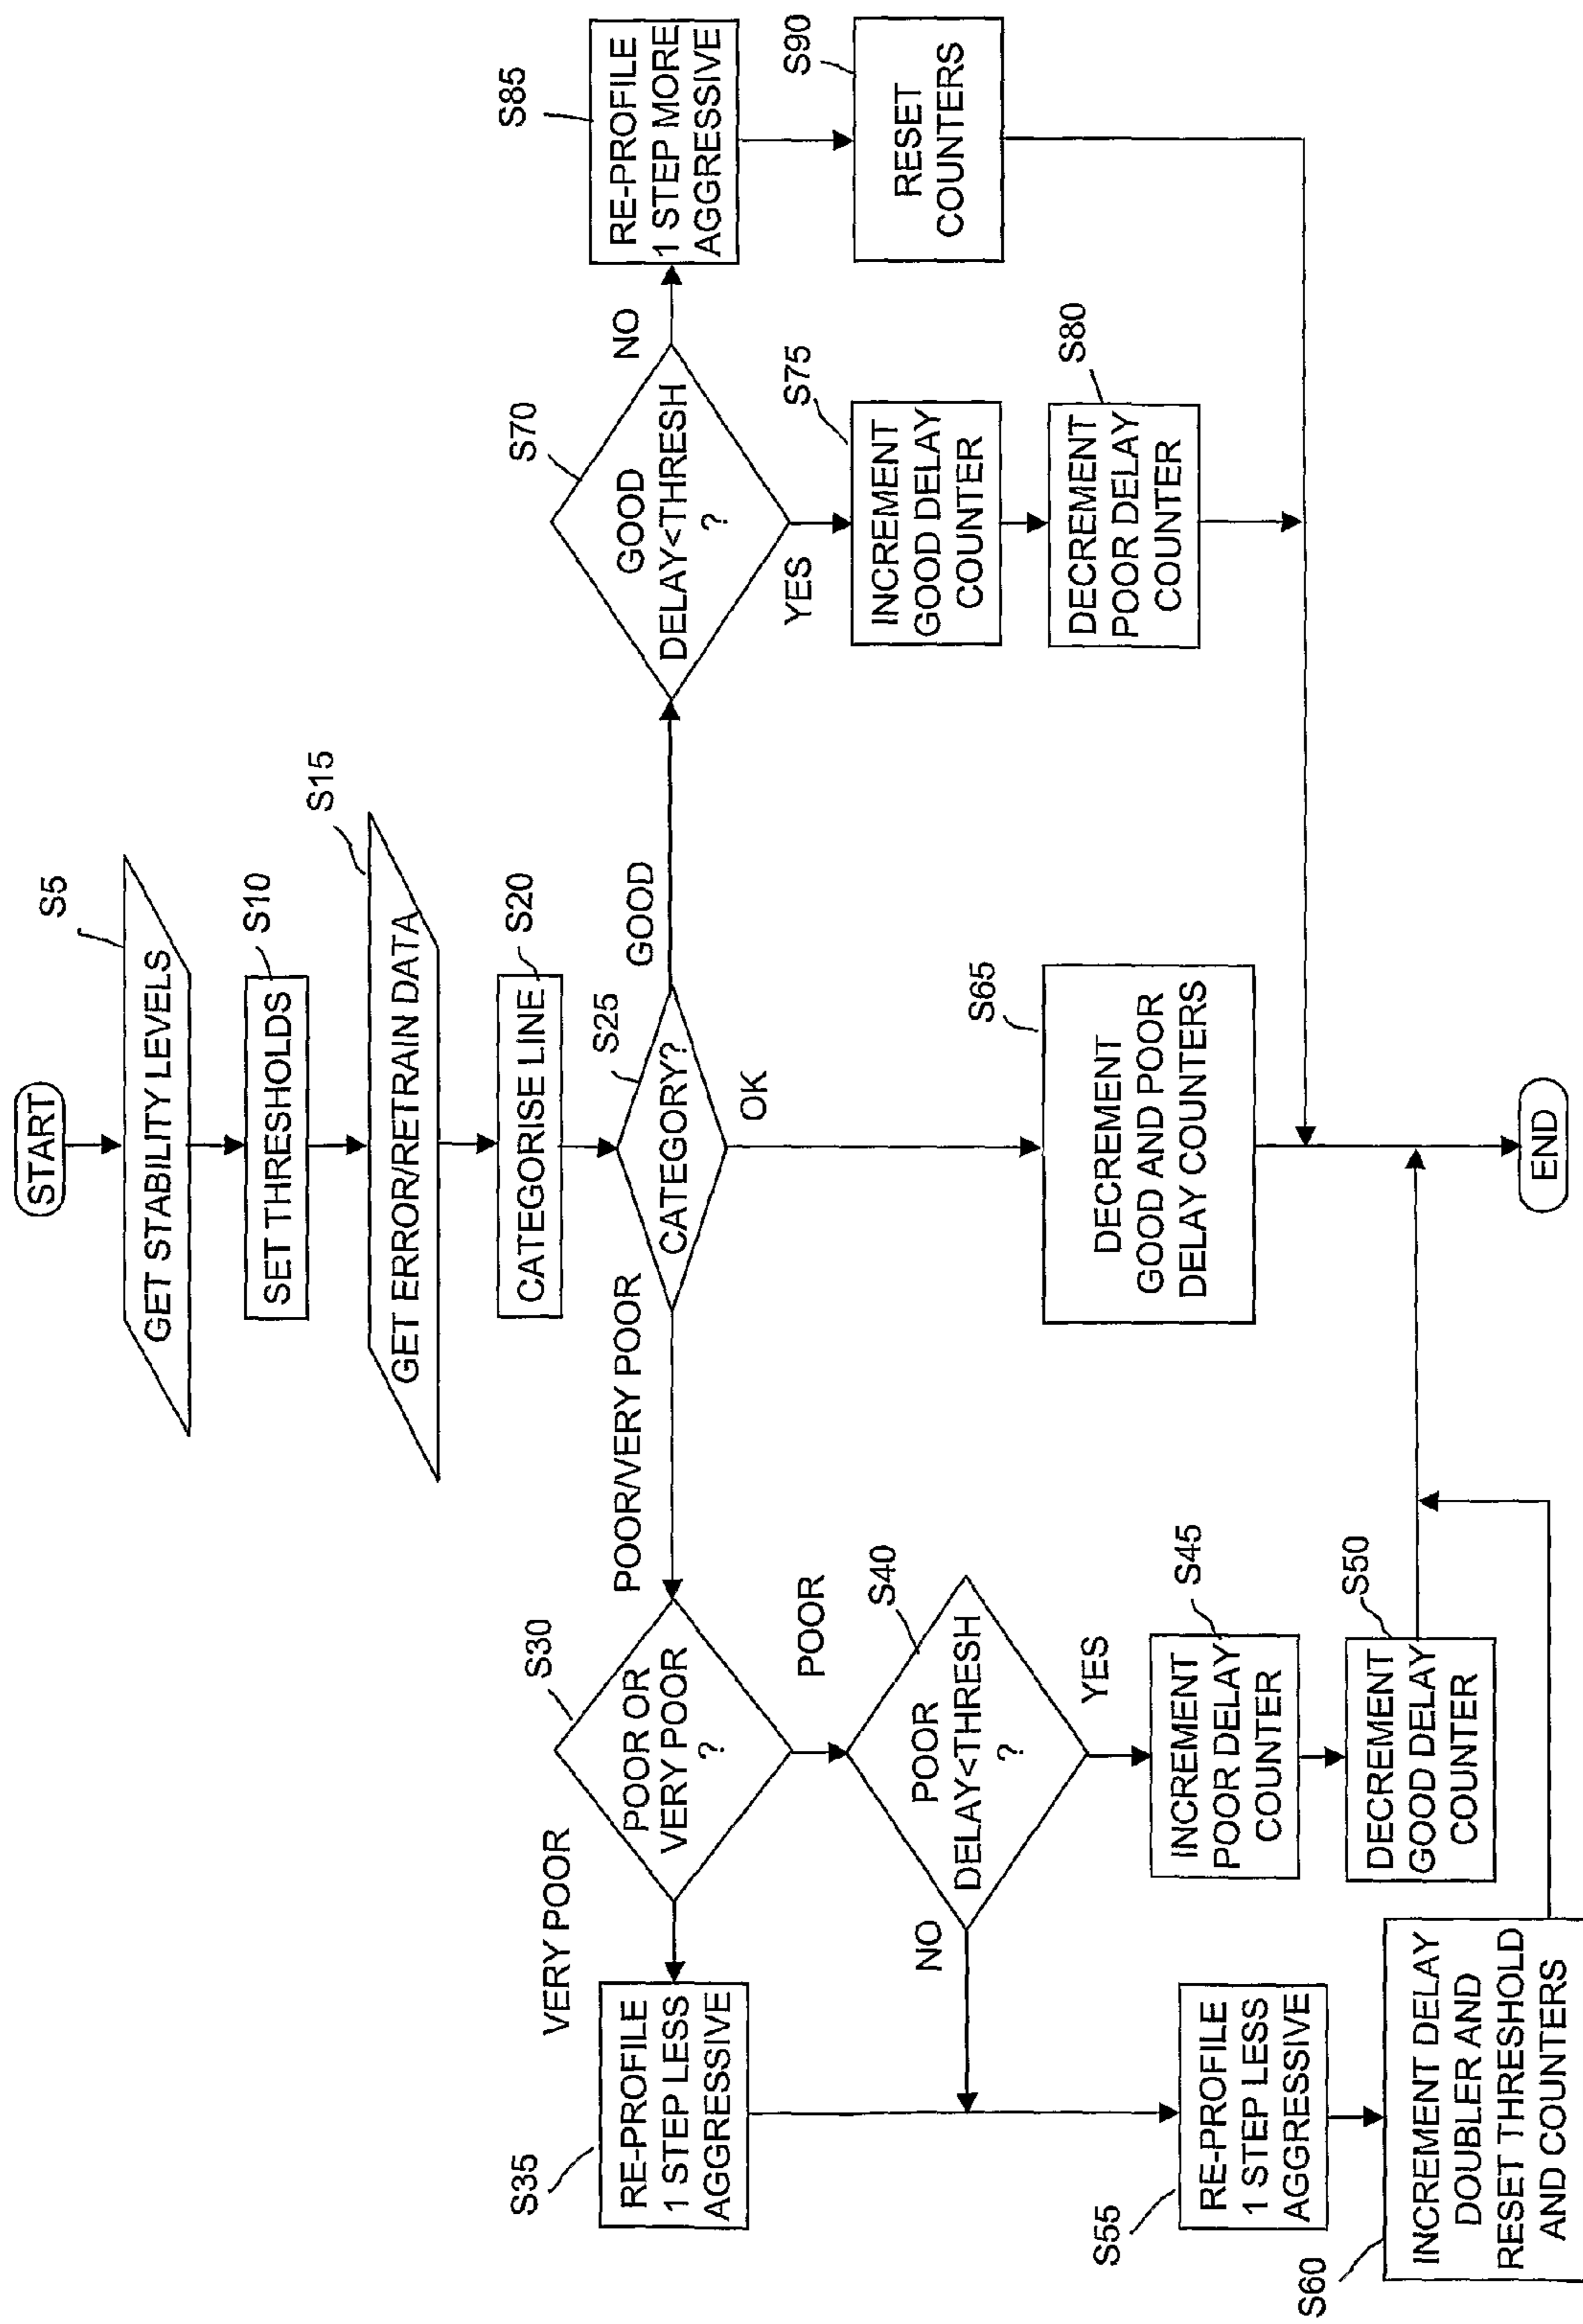 START
S5
GET STABILITY LEVELS
S10
SET THRESHOLDS
S15
GET ERROR/RETRAIN DATA
S20
CATEGORISE LINE
S25
CATEGORY?
POOR/VERY POOR
GOOD
OK
S30
POOR OR
VERY POOR
?
VERY POOR
POOR
S35
RE-PROFILE
1 STEP LESS
AGGRESSIVE
S40
POOR
DELAY<THRESH
?
NO
YES
S45
INCREMENT
POOR DELAY
COUNTER
S50
DECREMENT
GOOD DELAY
COUNTER
S55
RE-PROFILE
1 STEP LESS
AGGRESSIVE
S60
INCREMENT DELAY
DOUBLER AND
RESET THRESHOLD
AND COUNTERS
S65
DECREMENT
GOOD AND POOR
DELAY COUNTERS
S70
GOOD
DELAY<THRESH
?
NO
YES
S75
INCREMENT
GOOD DELAY
COUNTER
S80
DECREMENT
POOR DELAY
COUNTER
S85
RE-PROFILE
1 STEP MORE
AGGRESSIVE
S90
RESET
COUNTERS
END